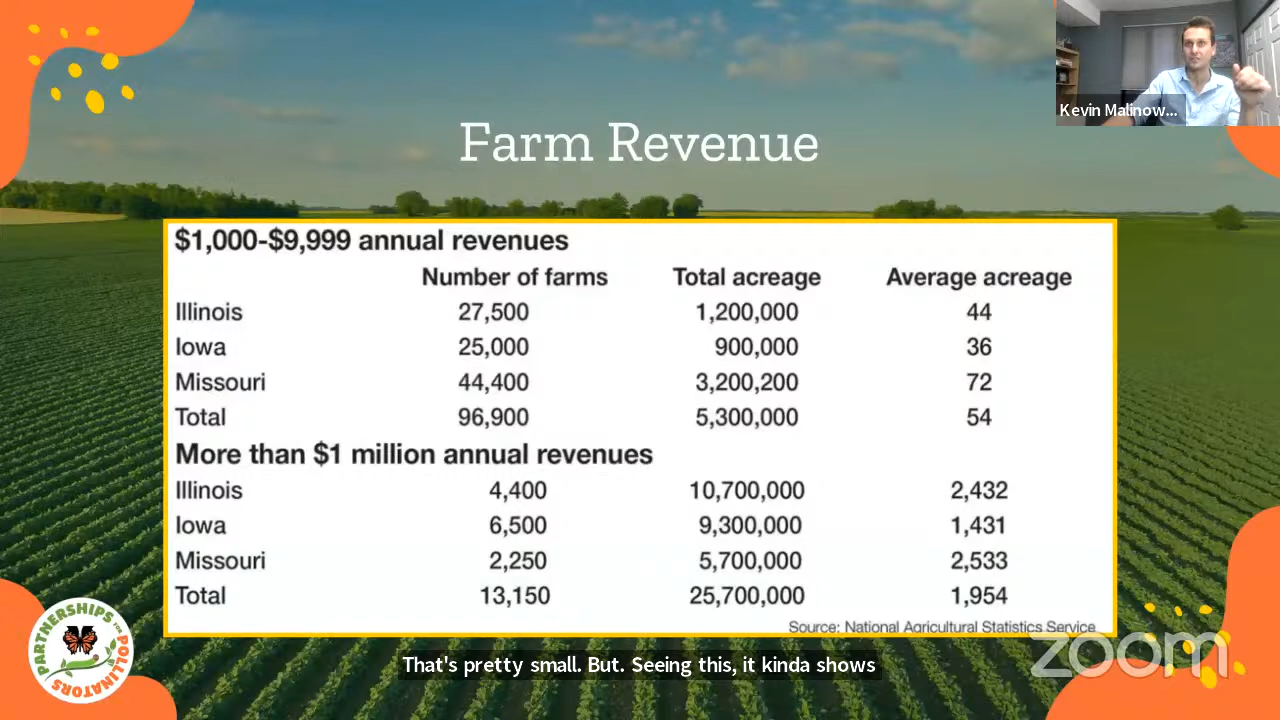 Kevin Malinow...
Farm Revenue
$1,000-$9,999 annual revenues
Number of farms Total acreage Average acreage
Illinois 27,500 1,200,000 44
Iowa 25,000 900,000 36
Missouri 44,400 3,200,200 72
Total 96,900 5,300,000 54
More than $1 million annual revenues
Illinois 4,400 10,700,000 2,432
Iowa 6,500 9,300,000 1,431
Missouri 2,250 5,700,000 2,533
Total 13,150 25,700,000 1,954
Source: National Agricultural Statistics Service
PARTNERSHIPS FOR POLLINATORS
That's pretty small. But. Seeing this, it kinda shows
zoom